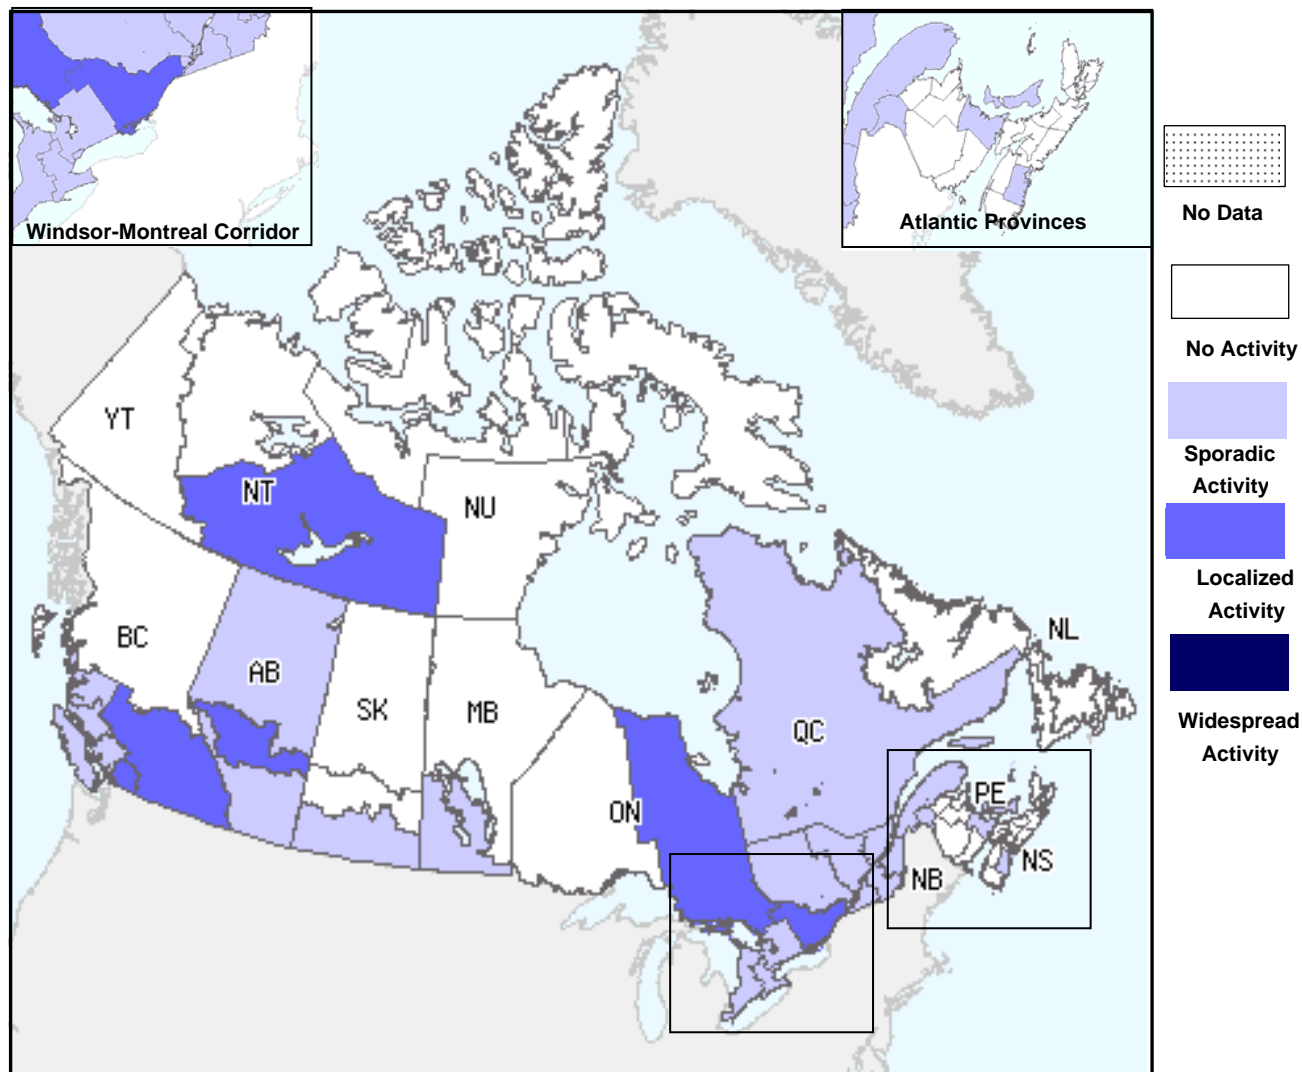 Windsor-Montreal Corridor
Atlantic Provinces
No Data
No Activity
Sporadic
Activity
Localized
Activity
Widespread
Activity
YT
NT
NU
BC
AB
SK
MB
ON
QC
NL
PE
NS
NB